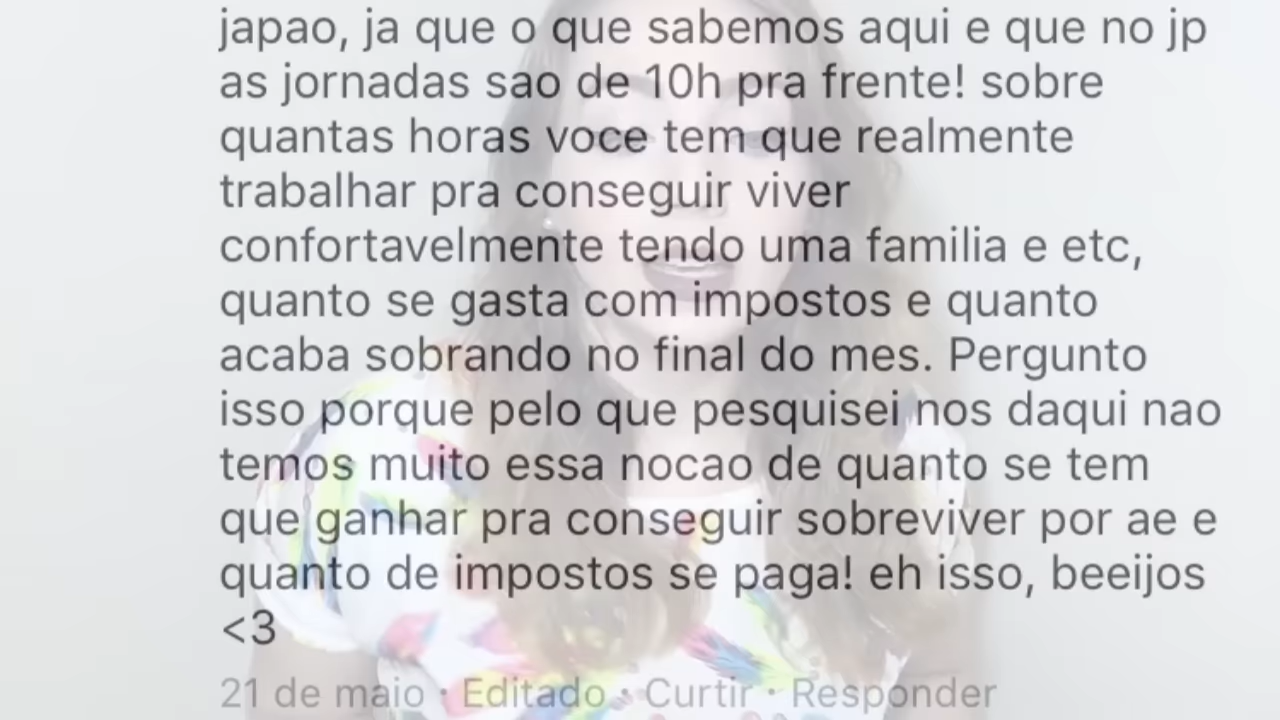 japao, ja que o que sabemos aqui e que no jp
as jornadas sao de 10h pra frente! sobre
quantas horas voce tem que realmente
trabalhar pra conseguir viver
confortavelmente tendo uma familia e etc,
quanto se gasta com impostos e quanto
acaba sobrando no final do mes. Pergunto
isso porque pelo que pesquisei nos daqui nao
temos muito essa nocao de quanto se tem
que ganhar pra conseguir sobreviver por ae e
quanto de impostos se paga! eh isso, beeijos
<3
21 de maio · Editado · Curtir · Responder